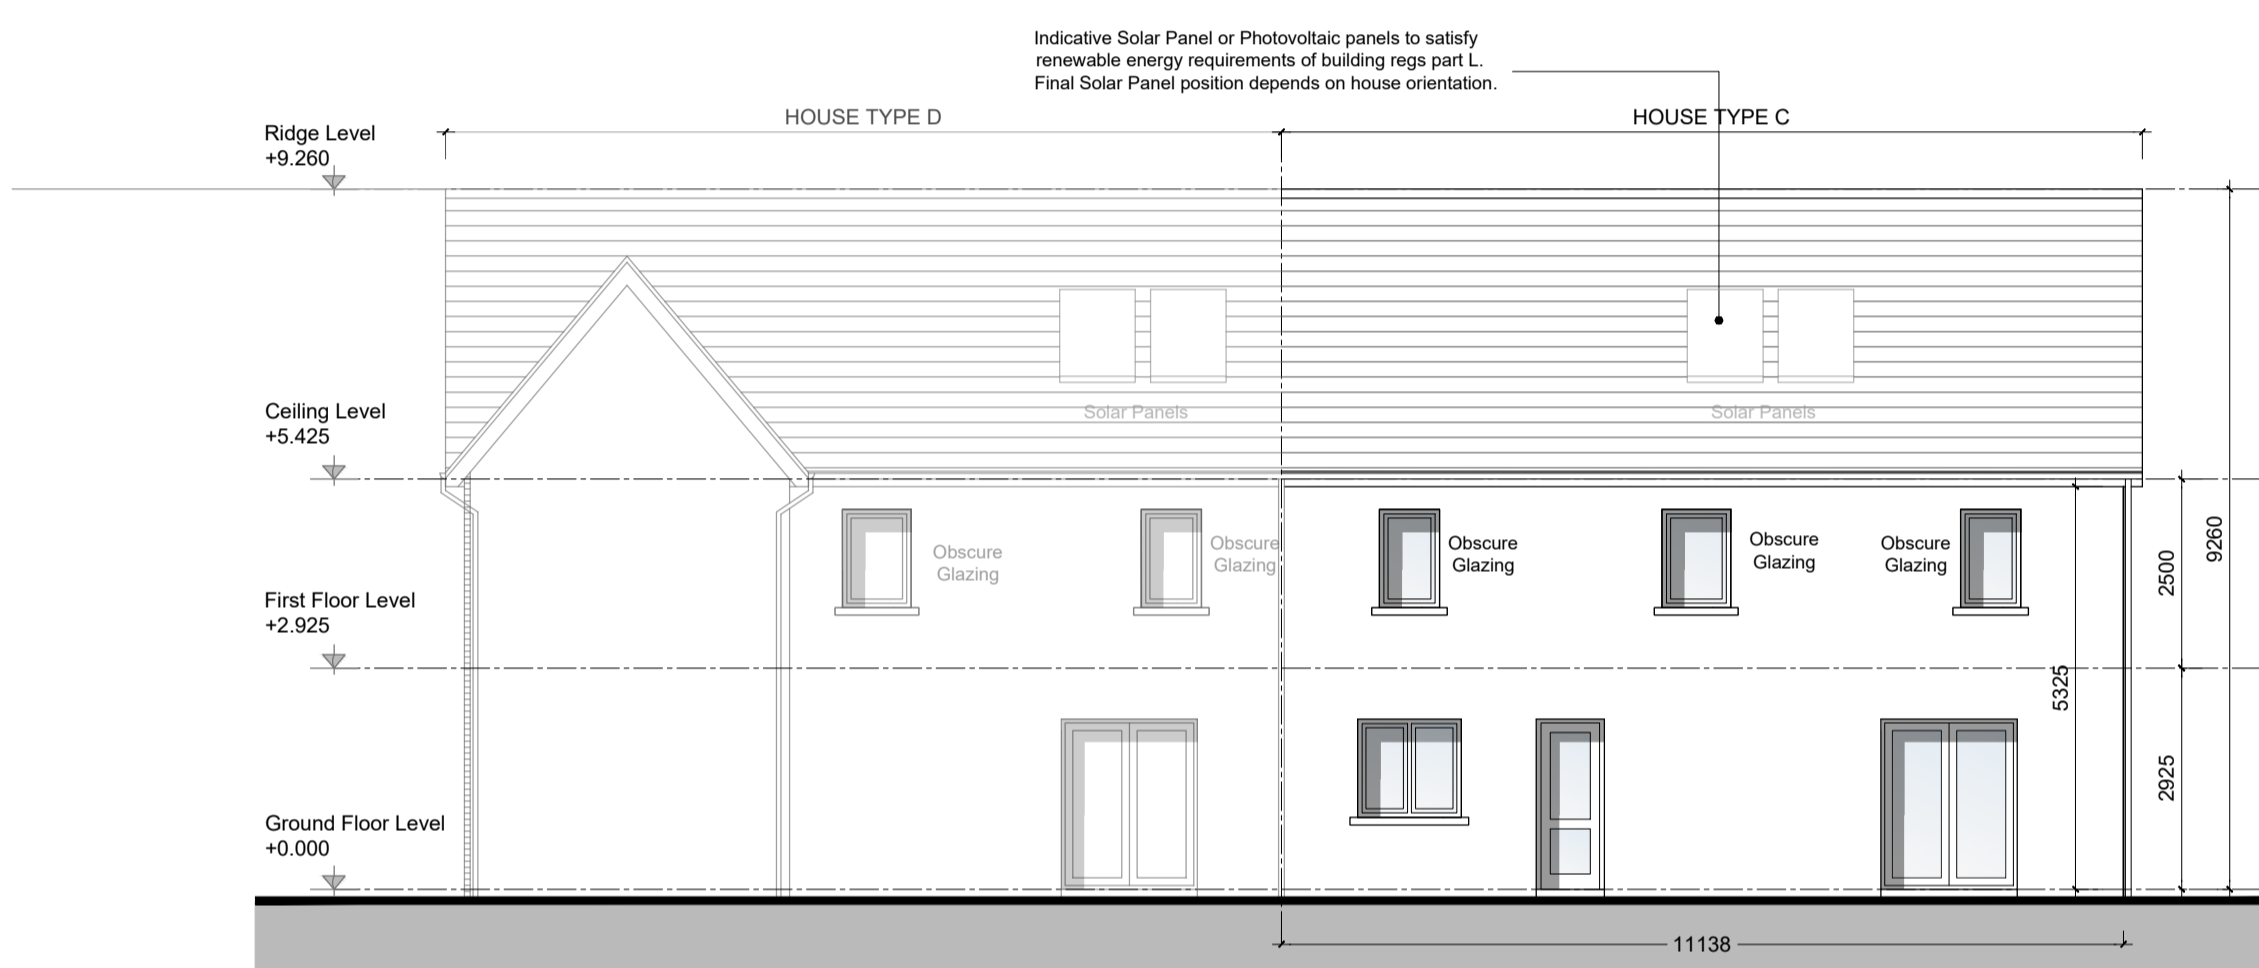 Indicative Solar Panel or Photovoltaic panels to satisfy
renewable energy requirements of building regs part L.
Final Solar Panel position depends on house orientation.
HOUSE TYPE D
HOUSE TYPE C
Ridge Level
+9.260
Ceiling Level
+5.425
Solar Panels
Solar Panels
First Floor Level
+2.925
Obscure
Glazing
Obscure
Glazing
Obscure
Glazing
Obscure
Glazing
Obscure
Glazing
9260
2500
5325
2925
Ground Floor Level
+0.000
11138